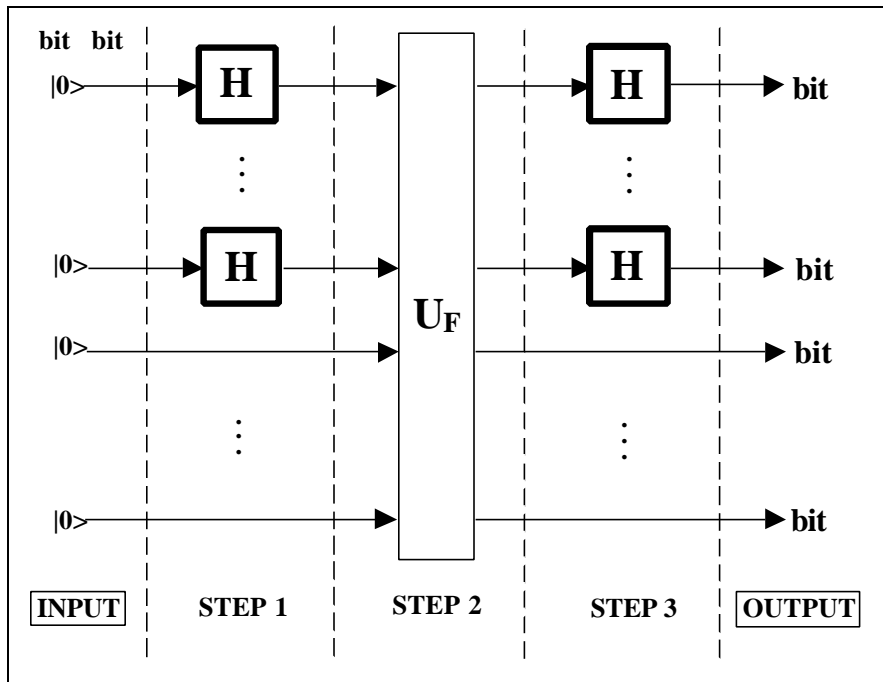 bit bit
|0> H H bit
|0> H H bit
U_F
|0> bit
|0> bit
INPUT STEP 1 STEP 2 STEP 3 OUTPUT